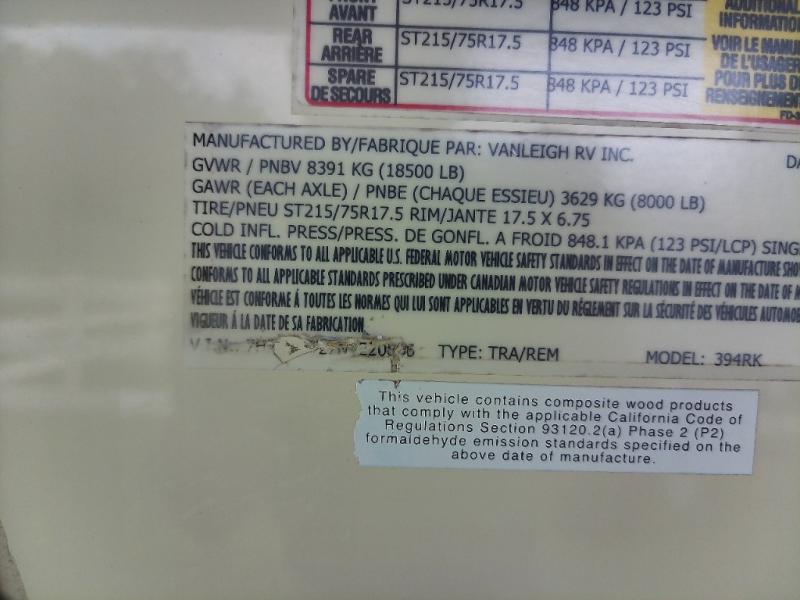 AVANT ST215/75R17.5 848 KPA / 123 PSI
INFORMATION
REAR
ARRIÈRE ST215/75R17.5 848 KPA / 123 PSI VOIR LE
DE L'USAGER
SPARE
DE SECOURS ST215/75R17.5 848 KPA / 123 PSI POUR PLUS
MANUFACTURED BY/FABRIQUE PAR: VANLEIGH RV INC.
GVWR / PNBV 8391 KG (18500 LB)
GAWR (EACH AXLE) / PNBE (CHAQUE ESSIEU) 3629 KG (8000 LB)
TIRE/PNEU ST215/75R17.5 RIM/JANTE 17.5 X 6.75
COLD INFL. PRESS/PRESS. DE GONFL. A FROID 848.1 KPA (123 PSI/LCP)
THIS VEHICLE CONFORMS TO ALL APPLICABLE U.S. FEDERAL MOTOR VEHICLE SAFETY STANDARDS IN EFFECT ON THE DATE OF MANUFACTURE
CONFORMS TO ALL APPLICABLE STANDARDS PRESCRIBED UNDER CANADIAN MOTOR VEHICLE SAFETY REGULATIONS IN EFFECT ON THE DATE OF
VÉHICLE EST CONFORME À TOUTES LES NORMES QUI LUI SONT APPLICABLES EN VERTU DU RÉGLEMENT SUR LA SÉCURITÉ DES VÉHICULES
VIGUEUR Á LA DATE DE SA FABRICATION
TYPE: TRA/REM MODEL: 394RK
This vehicle contains composite wood products
that comply with the applicable California Code of
Regulations Section 93120.2(a) Phase 2 (P2)
formaldehyde emission standards specified on the
above date of manufacture.